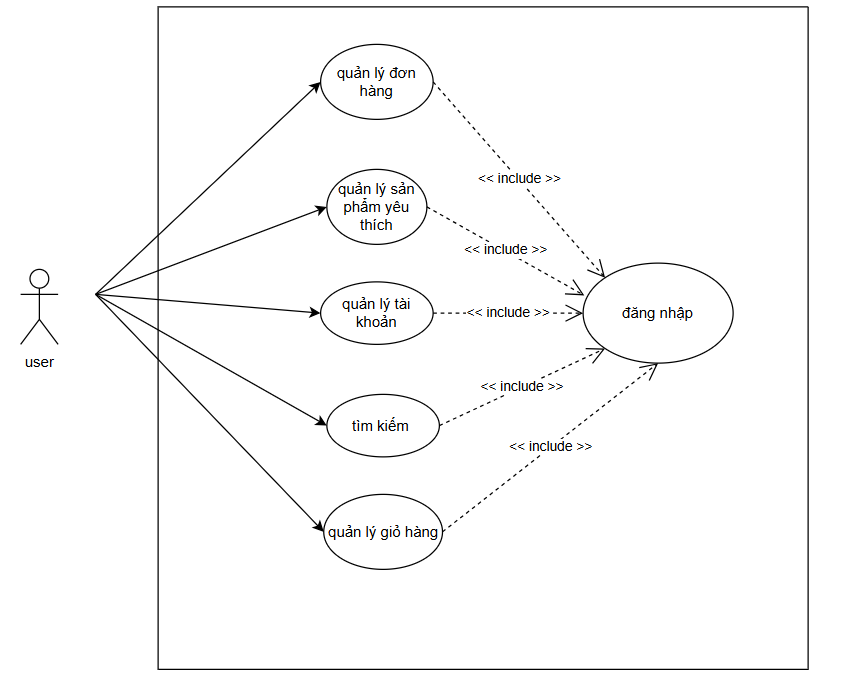 quản lý đơn
hàng
<< include >>
quản lý sản
phẩm yêu
thích
<< include >>
quản lý tài
khoản
<< include >>
đăng nhập
user
<< include >>
tìm kiếm
<< include >>
quản lý giỏ hàng